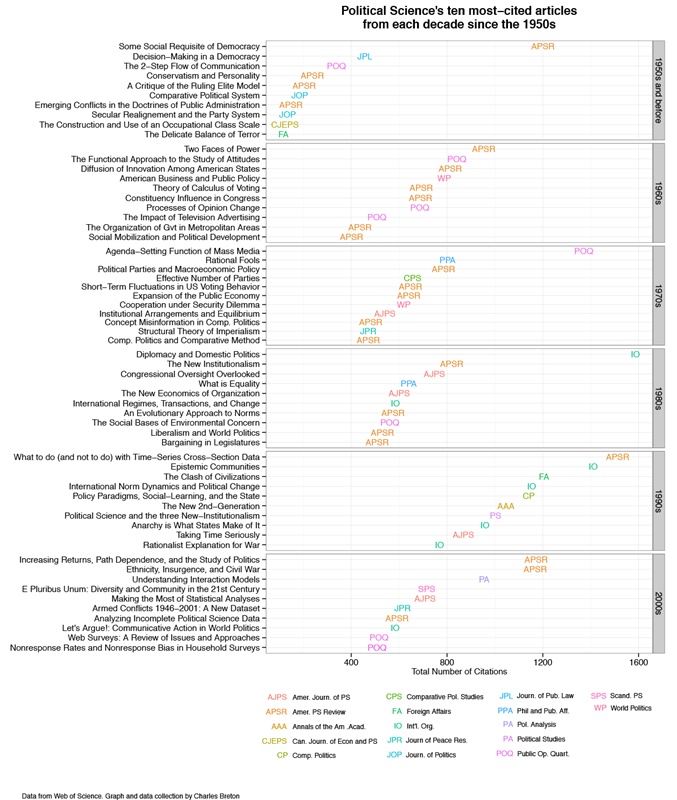 Political Science's ten most–cited articles
from each decade since the 1950s
Some Social Requisite of Democracy APSR
Decision–Making in a Democracy JPL
The 2–Step Flow of Communication POQ
Conservatism and Personality APSR
A Critique of the Ruling Elite Model APSR
Comparative Political System JOP
Emerging Conflicts in the Doctrines of Public Administration APSR
Secular Realignement and the Party System JOP
The Construction and Use of an Occupational Class Scale CJEPS
The Delicate Balance of Terror FA
1950s and before
Two Faces of Power APSR
The Functional Approach to the Study of Attitudes POQ
Diffusion of Innovation Among American States APSR
American Business and Public Policy WP
Theory of Calculus of Voting APSR
Constituency Influence in Congress APSR
Processes of Opinion Change POQ
The Impact of Television Advertising POQ
The Organization of Gvt in Metropolitan Areas APSR
Social Mobilization and Political Development APSR
1960s
Agenda–Setting Function of Mass Media POQ
Rational Fools PPA
Political Parties and Macroeconomic Policy APSR
Effective Number of Parties CPS
Short–Term Fluctuations in US Voting Behavior APSR
Expansion of the Public Economy APSR
Cooperation under Security Dilemma WP
Institutional Arrangements and Equilibrium AJPS
Concept Misinformation in Comp. Politics APSR
Structural Theory of Imperialism JPR
Comp. Politics and Comparative Method APSR
1970s
Diplomacy and Domestic Politics IO
The New Institutionalism APSR
Congressional Oversight Overlooked AJPS
What is Equality PPA
The New Economics of Organization AJPS
International Regimes, Transactions, and Change IO
An Evolutionary Approach to Norms APSR
The Social Bases of Environmental Concern POQ
Liberalism and World Politics APSR
Bargaining in Legislatures APSR
1980s
What to do (and not to do) with Time–Series Cross–Section Data APSR
Epistemic Communities IO
The Clash of Civilizations FA
International Norm Dynamics and Political Change IO
Policy Paradigms, Social–Learning, and the State CP
The New 2nd–Generation AAA
Political Science and the three New–Institutionalism PS
Anarchy is What States Make of It IO
Taking Time Seriously AJPS
Rationalist Explanation for War IO
1990s
Increasing Returns, Path Dependence, and the Study of Politics APSR
Ethnicity, Insurgence, and Civil War APSR
Understanding Interaction Models PA
E Pluribus Unum: Diversity and Community in the 21st Century SPS
Making the Most of Statistical Analyses AJPS
Armed Conflicts 1946–2001: A New Dataset JPR
Analyzing Incomplete Political Science Data APSR
Let's Argue!: Communicative Action in World Politics IO
Web Surveys: A Review of Issues and Approaches POQ
Nonresponse Rates and Nonresponse Bias in Household Surveys POQ
2000s
400 800 1200 1600
Total Number of Citations
AJPS Amer. Journ. of PS
APSR Amer. PS Review
AAA Annals of the Am .Acad.
CJEPS Can. Journ. of Econ and PS
CP Comp. Politics
CPS Comparative Pol. Studies
FA Foreign Affairs
IO Int'l. Org.
JPR Journ of Peace Res.
JOP Journ. of Politics
JPL Journ. of Pub. Law
PPA Phil and Pub. Aff.
PA Pol. Analysis
PA Political Studies
POQ Public Op. Quart.
SPS Scand. PS
WP World Politics
Data from Web of Science. Graph and data collection by Charles Breton